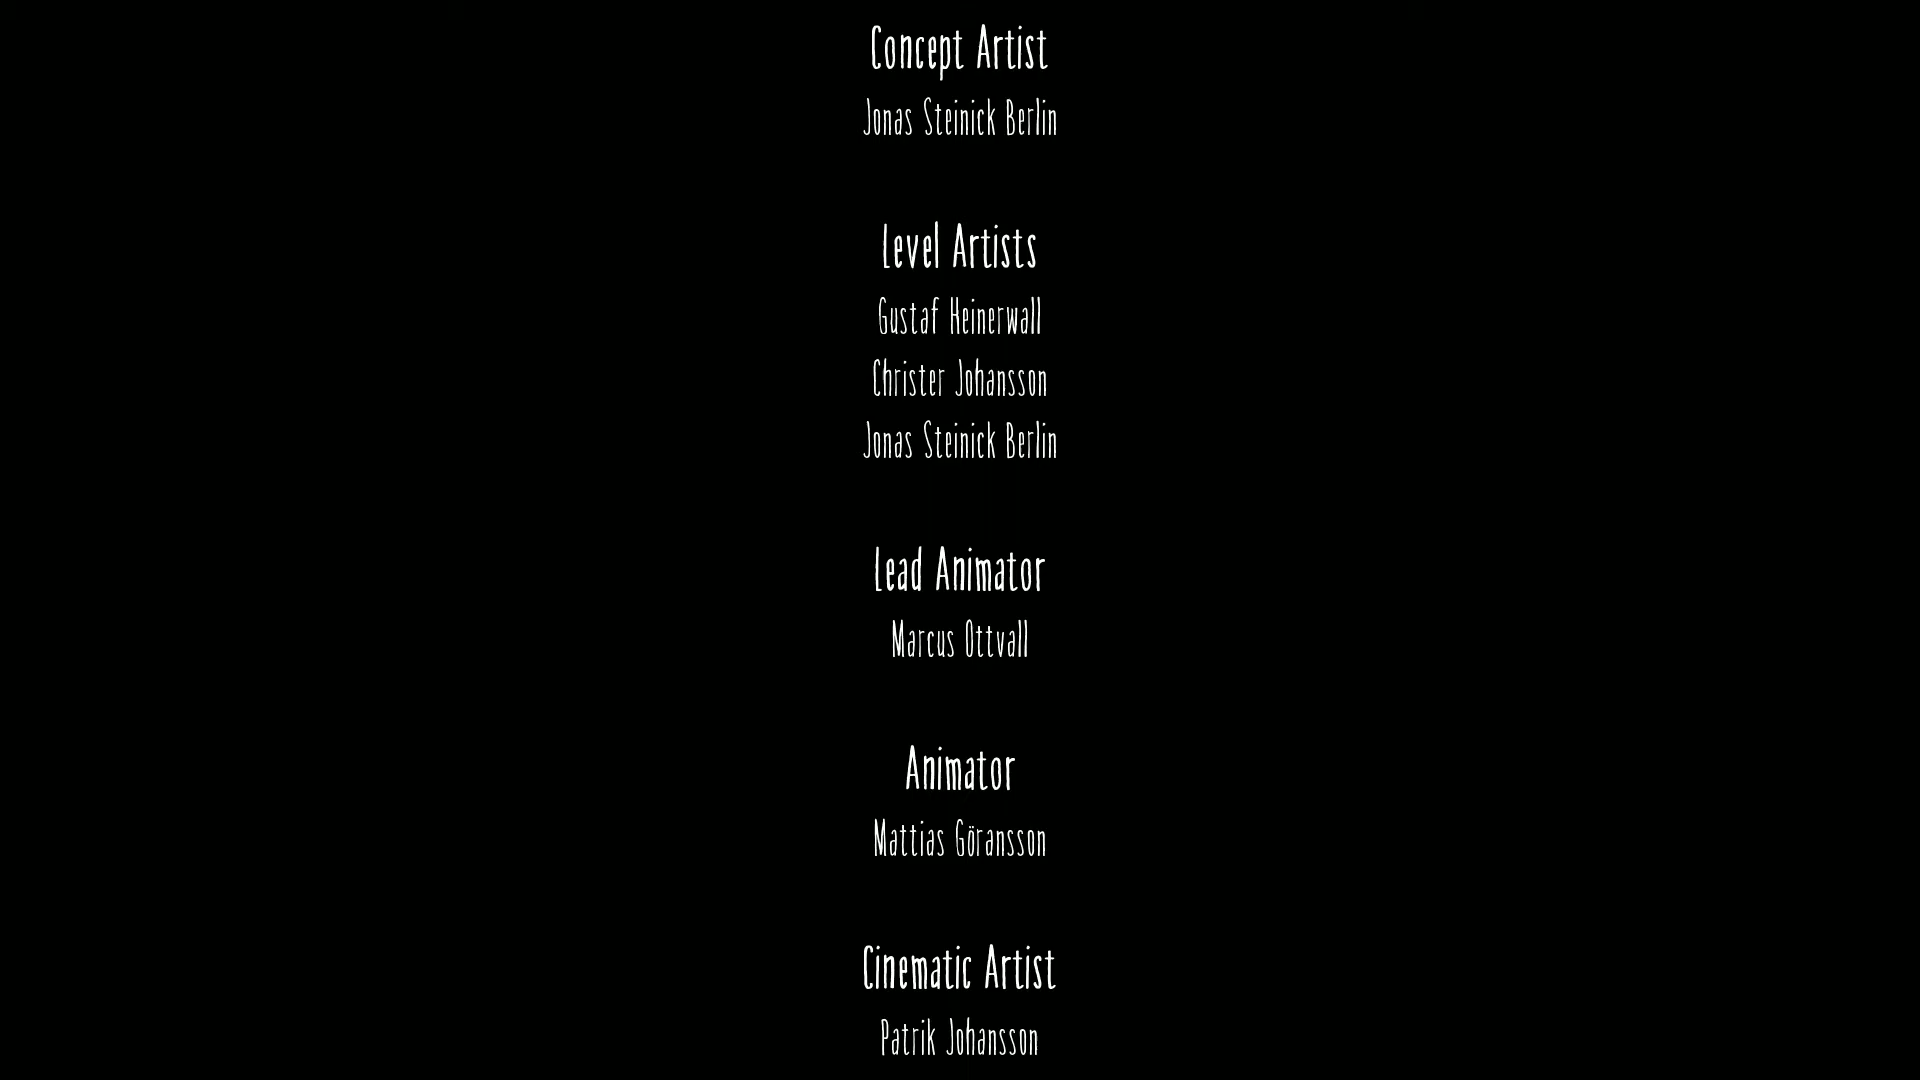 Concept Artist
Jonas Steinick Berlin
Level Artists
Gustaf Heinerwall
Christer Johansson
Jonas Steinick Berlin
Lead Animator
Marcus Ottvall
Animator
Mattias Göransson
Cinematic Artist
Patrik Johansson